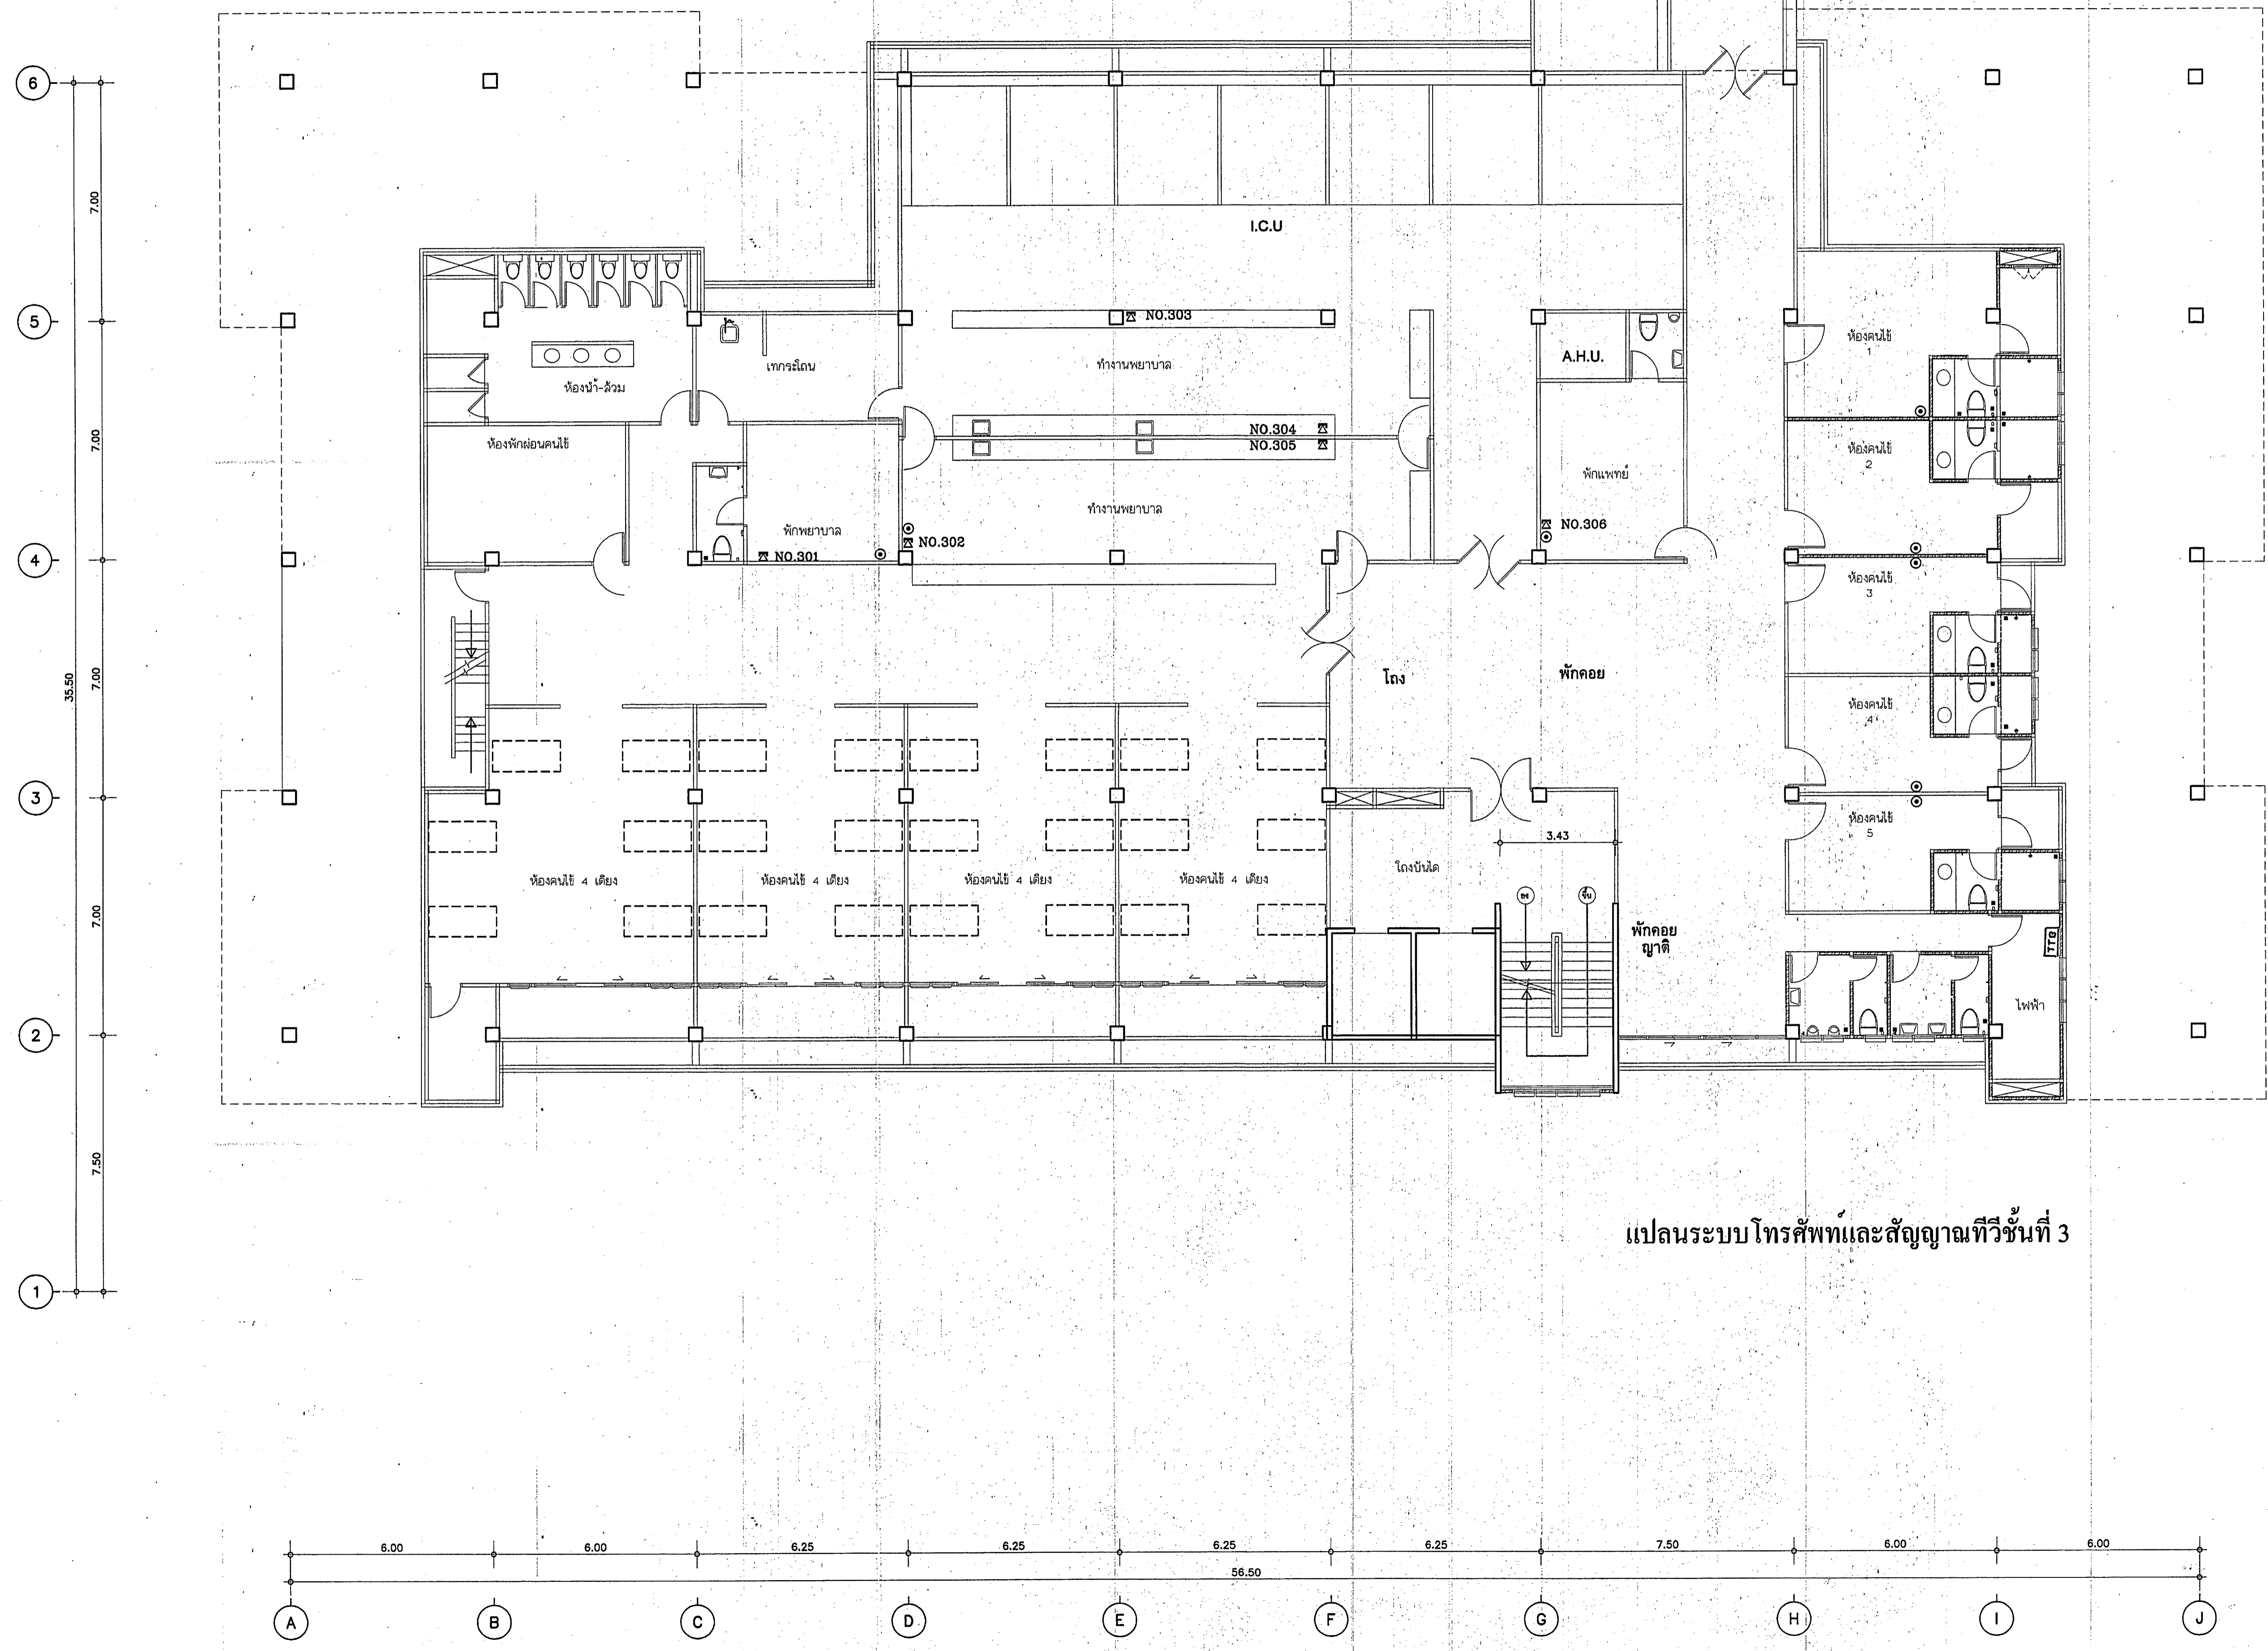 6
7.00
I.C.U
5
NO.303
ห้องคนไข้
1
A.H.U.
เทกระโถน
ทำงานพยาบาล
ห้องน้ำ-ส้วม
7.00
ห้องพักผ่อนคนไข้
NO.304
NO.305
ห้องคนไข้
2
พักแพทย์
ทำงานพยาบาล
พักพยาบาล
NO.306
NO.302
NO.301
4
ห้องคนไข้
3
35.50
7.00
โถง
พักคอย
ห้องคนไข้
4
3
ห้องคนไข้
5
3.43
โถงบันได
ห้องคนไข้ 4 เตียง
ห้องคนไข้ 4 เตียง
ห้องคนไข้ 4 เตียง
ห้องคนไข้ 4 เตียง
ขึ้น
7.00
พักคอย
ญาติ
ไฟฟ้า
2
7.50
แปลนระบบโทรศัพท์และสัญญาณทีวีชั้นที่ 3
1
6.00
6.00
6.25
6.25
6.25
6.25
7.50
6.00
6.00
56.50
A
B
C
D
E
F
G
H
I
J